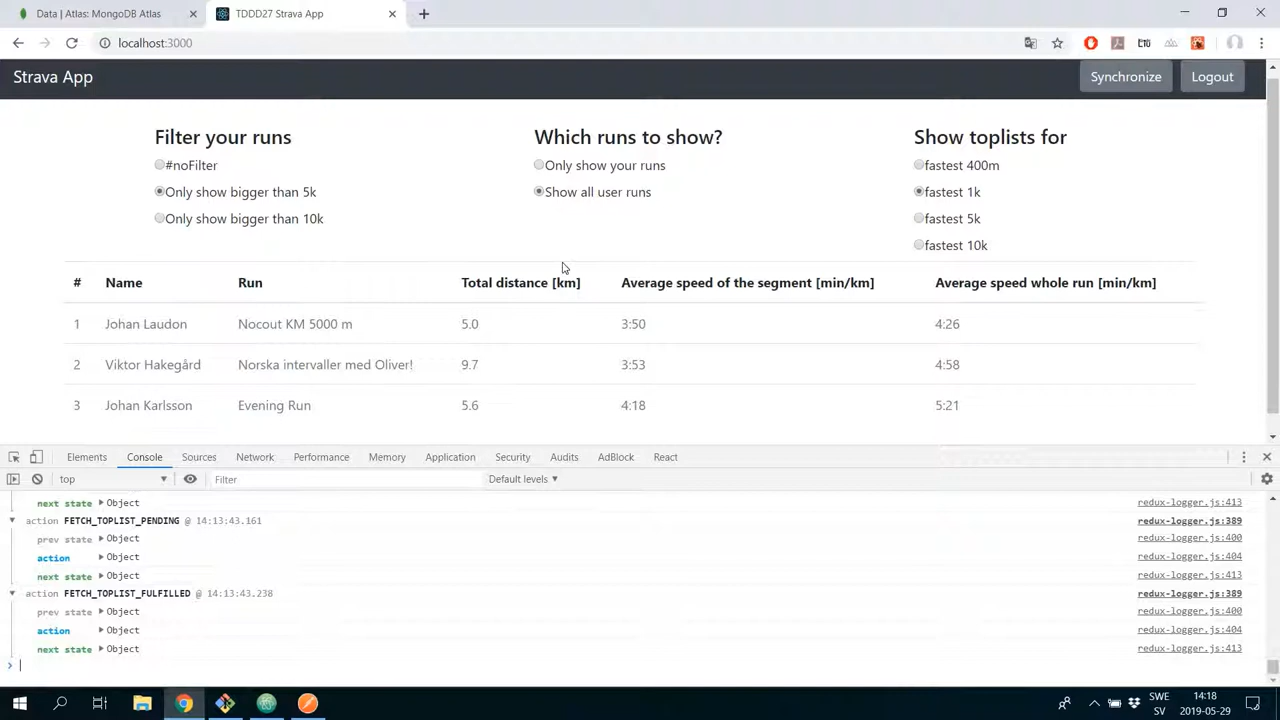 Data | Atlas: MongoDB Atlas
TDDD27 Strava App
localhost:3000
Strava App
Synchronize
Logout
Filter your runs
#noFilter
Only show bigger than 5k
Only show bigger than 10k
Which runs to show?
Only show your runs
Show all user runs
Show toplists for
fastest 400m
fastest 1k
fastest 5k
fastest 10k
# Name Run Total distance [km] Average speed of the segment [min/km] Average speed whole run [min/km]
1 Johan Laudon Nocout KM 5000 m 5.0 3:50 4:26
2 Viktor Hakegård Norska intervaller med Oliver! 9.7 3:53 4:58
3 Johan Karlsson Evening Run 5.6 4:18 5:21
Elements Console Sources Network Performance Memory Application Security Audits AdBlock React
top Filter Default levels
next state Object redux-logger.js:413
action FETCH_TOPLIST_PENDING @ 14:13:43.161 redux-logger.js:389
prev state Object redux-logger.js:400
action Object redux-logger.js:404
next state Object redux-logger.js:413
action FETCH_TOPLIST_FULFILLED @ 14:13:43.238 redux-logger.js:389
prev state Object redux-logger.js:400
action Object redux-logger.js:404
next state Object redux-logger.js:413
SWE 14:18
SV 2019-05-29